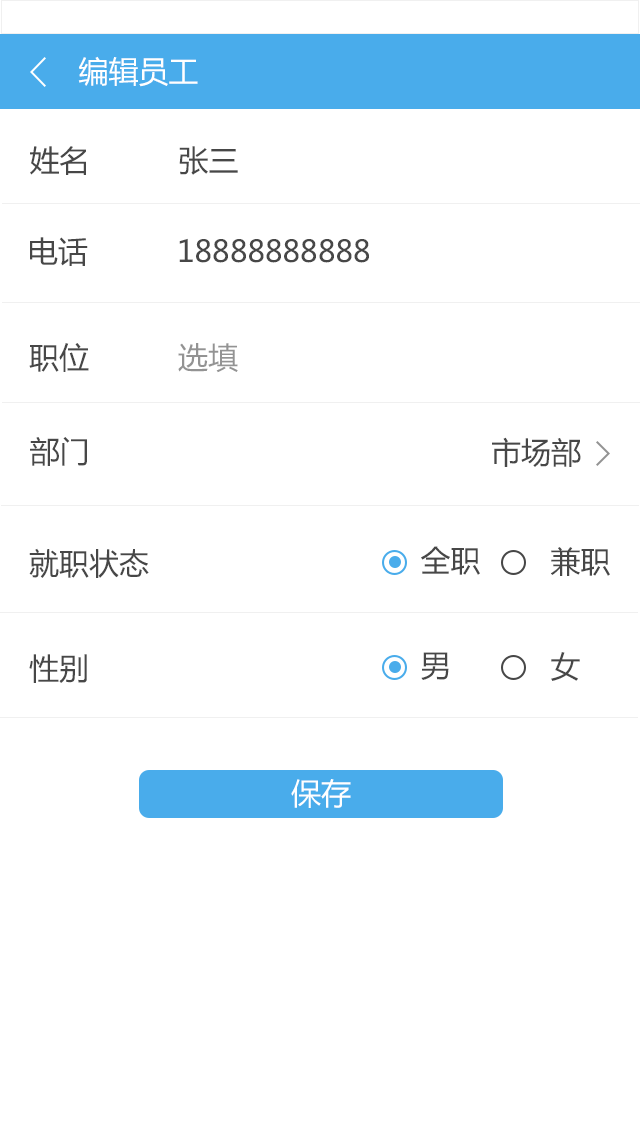 编辑员工
姓名 张三
电话 18888888888
职位 选填
部门 市场部
就职状态 全职 兼职
性别 男 女
保存